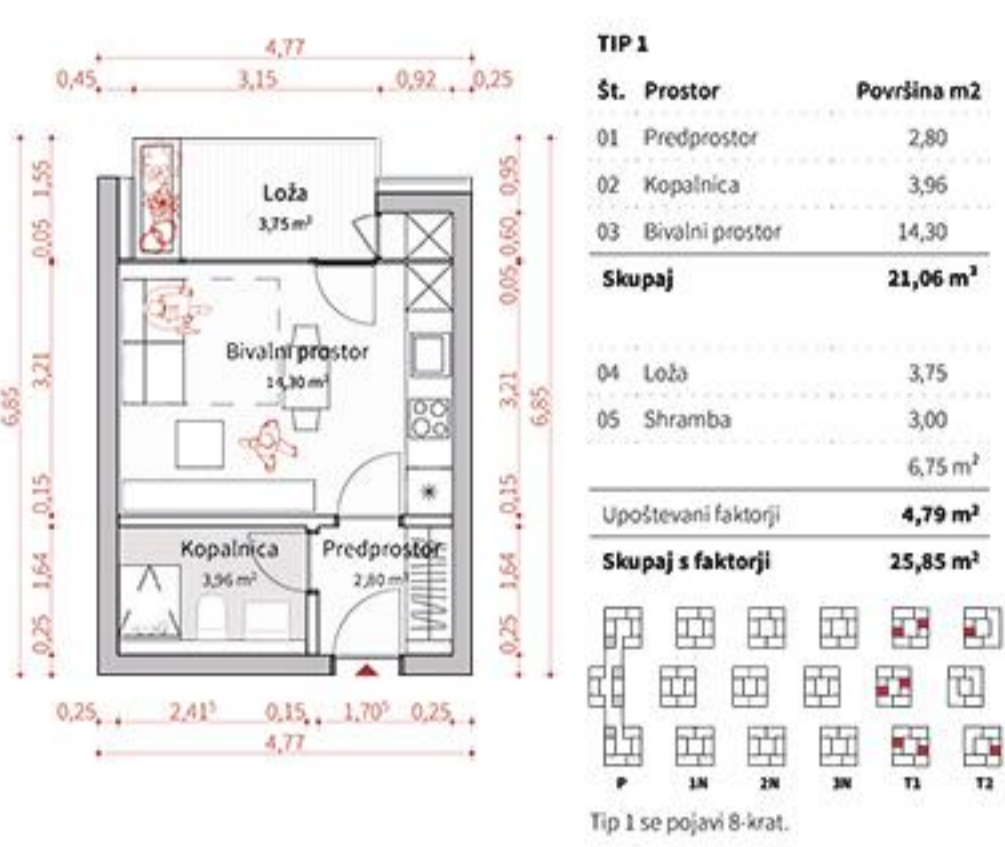 4,77
0,45 3,15 0,92 0,25
6,85
1,55
0,05
3,21
0,15
1,64
0,25
0,95
0,60
0,05
3,21
0,15
1,64
0,25
6,85
Loža
3,75 m²
Bivalni prostor
14,30 m²
Kopalnica
3,96 m²
Predprostor
2,80 m²
0,25 2,41⁵ 0,15 1,70⁵ 0,25
4,77
TIP 1
Št. Prostor Površina m2
01 Predprostor 2,80
02 Kopalnica 3,96
03 Bivalni prostor 14,30
Skupaj 21,06 m²
04 Loža 3,75
05 Shramba 3,00
6,75 m²
Upoštevani faktorji 4,79 m²
Skupaj s faktorji 25,85 m²
P 1N 2N 3N T1 T2
Tip 1 se pojavi 8-krat.